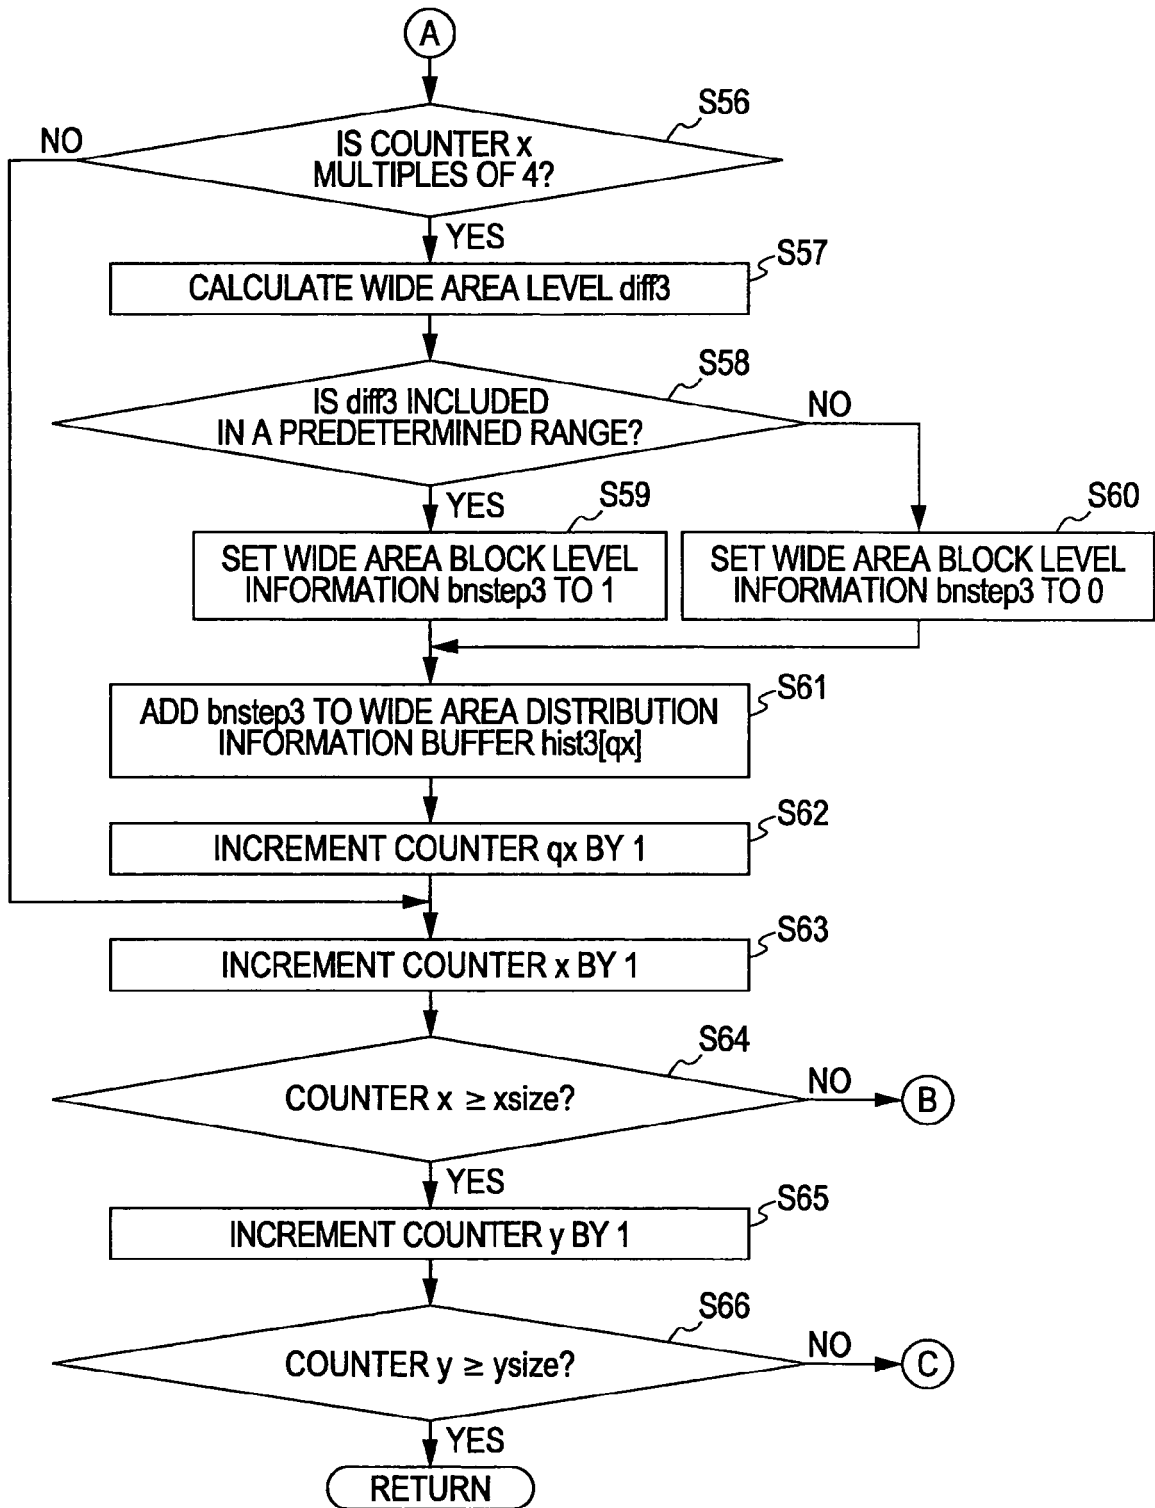 A
S56
NO
IS COUNTER x
MULTIPLES OF 4?
YES
S57
CALCULATE WIDE AREA LEVEL diff3
S58
IS diff3 INCLUDED
IN A PREDETERMINED RANGE?
NO
YES
S59
S60
SET WIDE AREA BLOCK LEVEL
INFORMATION bnstep3 TO 1
SET WIDE AREA BLOCK LEVEL
INFORMATION bnstep3 TO 0
S61
ADD bnstep3 TO WIDE AREA DISTRIBUTION
INFORMATION BUFFER hist3[qx]
S62
INCREMENT COUNTER qx BY 1
S63
INCREMENT COUNTER x BY 1
S64
COUNTER x ≥ xsize?
NO
B
YES
S65
INCREMENT COUNTER y BY 1
S66
COUNTER y ≥ ysize?
NO
C
YES
RETURN